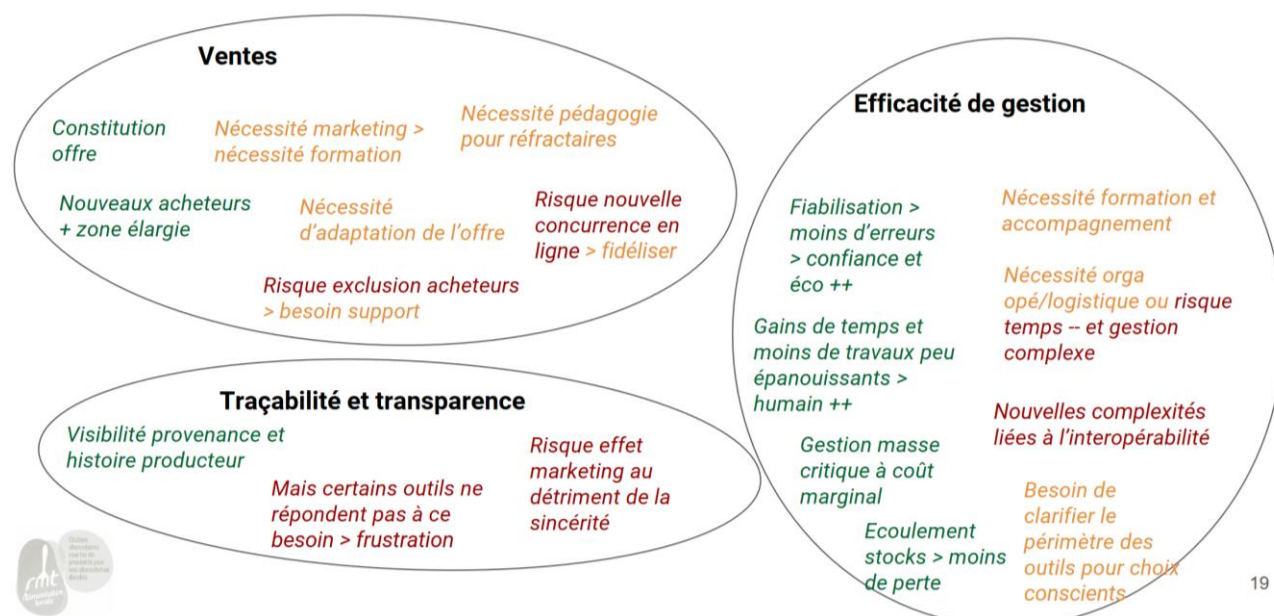 Ventes
Constitution
offre
Nécessité marketing >
nécessité formation
Nécessité pédagogie
pour réfractaires
Nouveaux acheteurs
+ zone élargie
Nécessité
d'adaptation de l'offre
Risque nouvelle
concurrence en
ligne > fidéliser
Risque exclusion acheteurs
> besoin support
Traçabilité et transparence
Visibilité provenance et
histoire producteur
Mais certains outils ne
répondent pas à ce
besoin > frustration
Risque effet
marketing au
détriment de la
sincérité
Efficacité de gestion
Fiabilisation >
moins d'erreurs
> confiance et
éco ++
Nécessité formation et
accompagnement
Nécessité orga
opé/logistique ou risque
temps -- et gestion
complexe
Gains de temps et
moins de travaux peu
épanouissants >
humain ++
Nouvelles complexités
liées à l'interopérabilité
Gestion masse
critique à coût
marginal
Besoin de
clarifier le
périmètre des
outils pour choix
conscients
Ecoulement
stocks > moins
de perte
rmt
Alimentation
locale
19